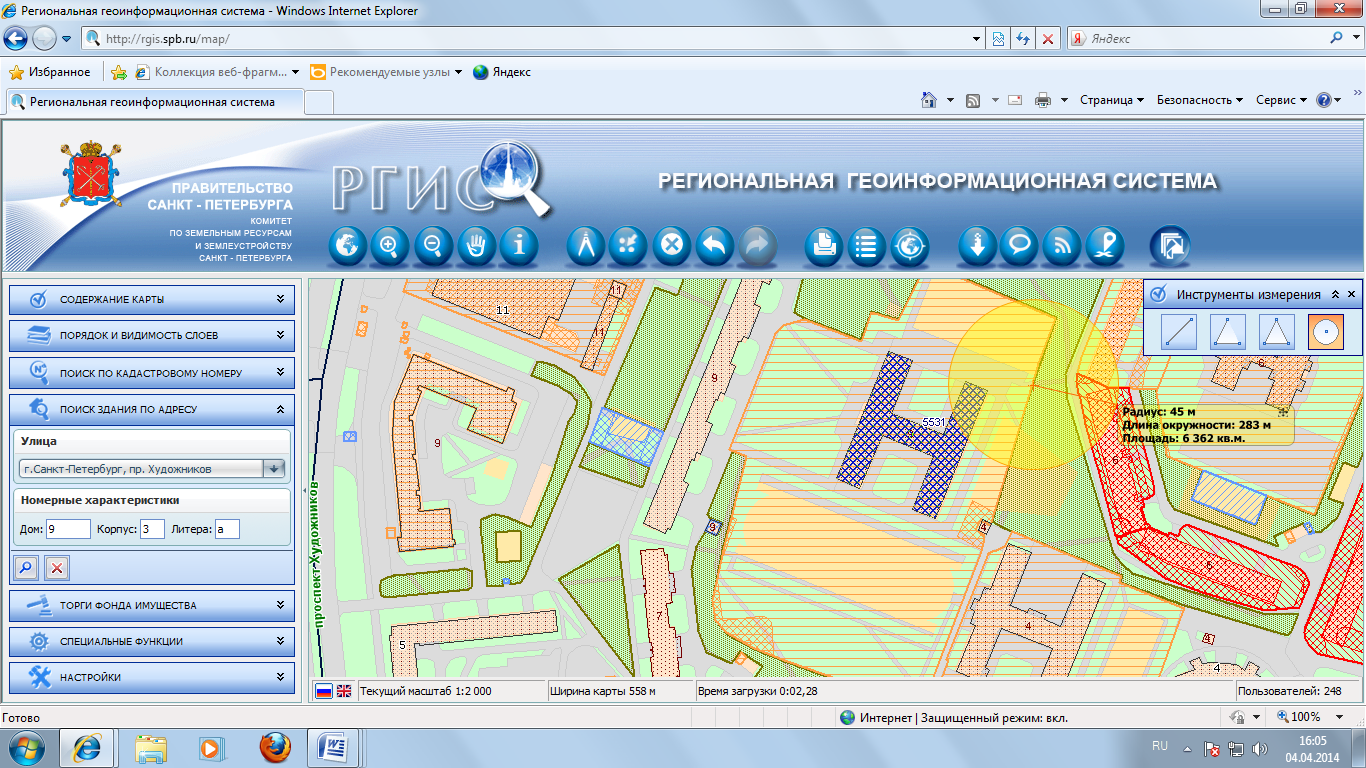 Региональная геоинформационная система - Windows Internet Explorer
http://rgis.spb.ru/map/
Яндекс
Избранное
Коллекция веб-фрагм...
Рекомендуемые узлы
Яндекс
Региональная геоинформационная система
Страница
Безопасность
Сервис
»
ПРАВИТЕЛЬСТВО
САНКТ - ПЕТЕРБУРГА
КОМИТЕТ
ПО ЗЕМЕЛЬНЫМ РЕСУРСАМ
И ЗЕМЛЕУСТРОЙСТВУ
САНКТ - ПЕТЕРБУРГА
РГИС
РЕГИОНАЛЬНАЯ ГЕОИНФОРМАЦИОННАЯ СИСТЕМА
СОДЕРЖАНИЕ КАРТЫ
ПОРЯДОК И ВИДИМОСТЬ СЛОЕВ
ПОИСК ПО КАДАСТРОВОМУ НОМЕРУ
ПОИСК ЗДАНИЯ ПО АДРЕСУ
Улица
г.Санкт-Петербург, пр. Художников
Номерные характеристики
Дом: 9 Корпус: 3 Литера: а
ТОРГИ ФОНДА ИМУЩЕСТВА
СПЕЦИАЛЬНЫЕ ФУНКЦИИ
НАСТРОЙКИ
Инструменты измерения
11
11
11
9
9
5531
6
Радиус: 45 м
Длина окружности: 283 м
Площадь: 6 362 кв.м.
6
9
4
6
4
5
4
4
проспект Художников
Текущий масштаб 1:2 000
Ширина карты 558 м
Время загрузки 0:02,28
Пользователей: 248
Готово
Интернет | Защищенный режим: вкл.
100%
RU
16:05
04.04.2014